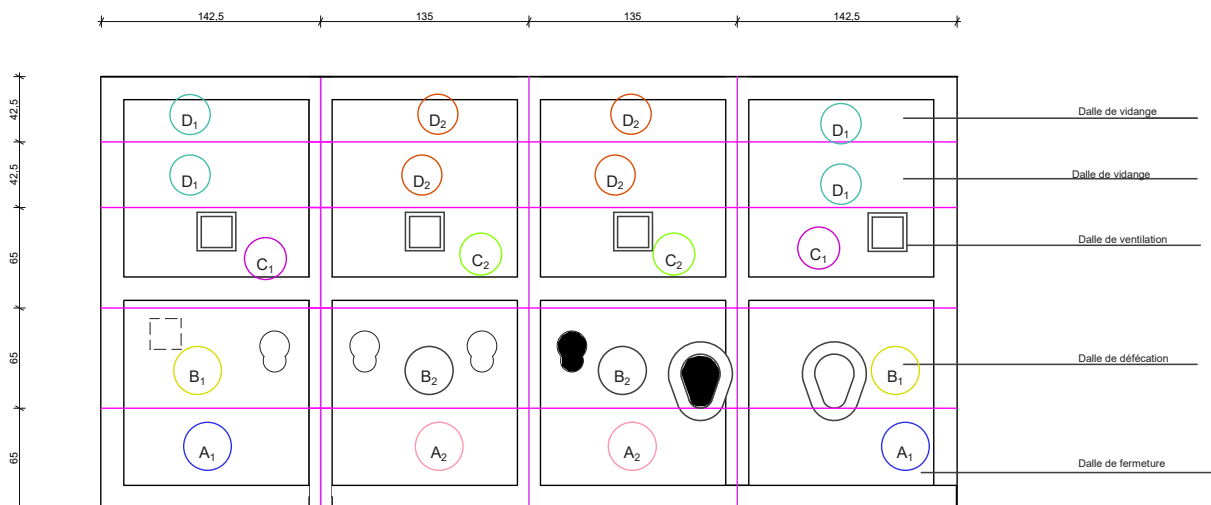 142,5 135 135 142,5
42,5
D₁ D₂ D₂ D₁ Dalle de vidange
42,5
D₁ D₂ D₂ D₁ Dalle de vidange
65
C₁ C₂ C₂ C₁ Dalle de ventilation
65
B₁ B₂ B₂ B₁ Dalle de défécation
65
A₁ A₂ A₂ A₁ Dalle de fermeture